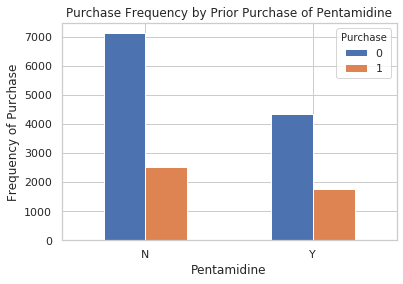 Purchase Frequency by Prior Purchase of Pentamidine
Purchase
0
1
Frequency of Purchase
7000
6000
5000
4000
3000
2000
1000
0
N
Y
Pentamidine